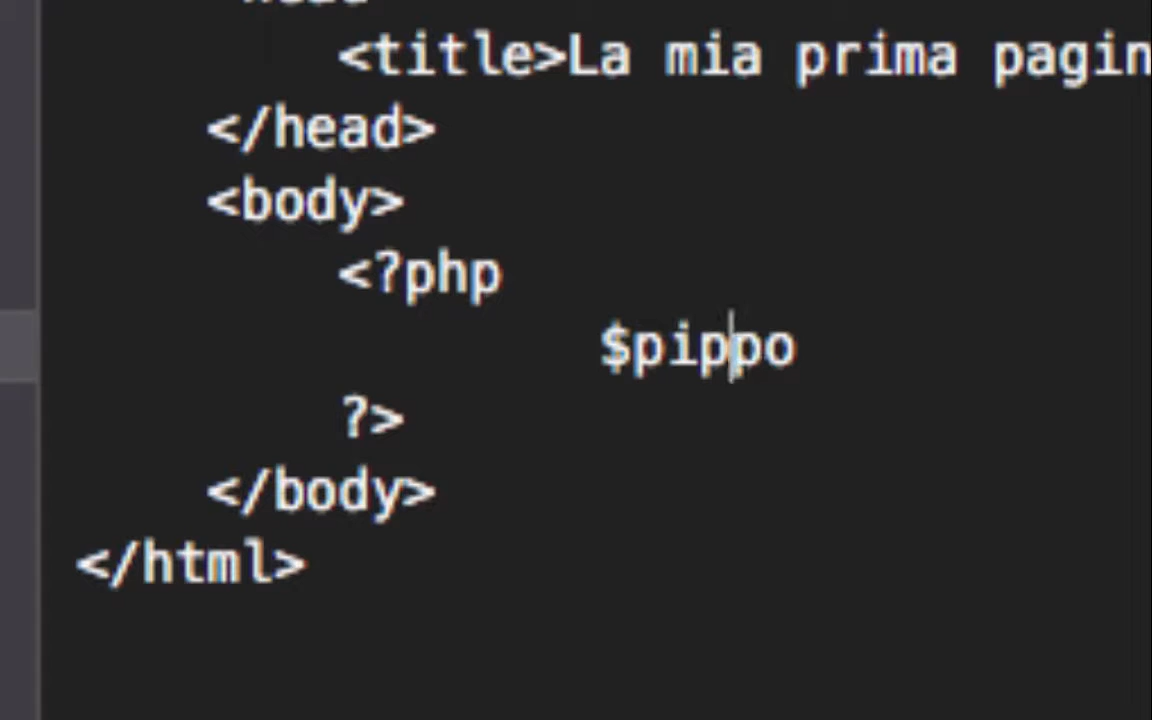 <title>La mia prima pagin
</head>
<body>
<?php
$pippo
?>
</body>
</html>